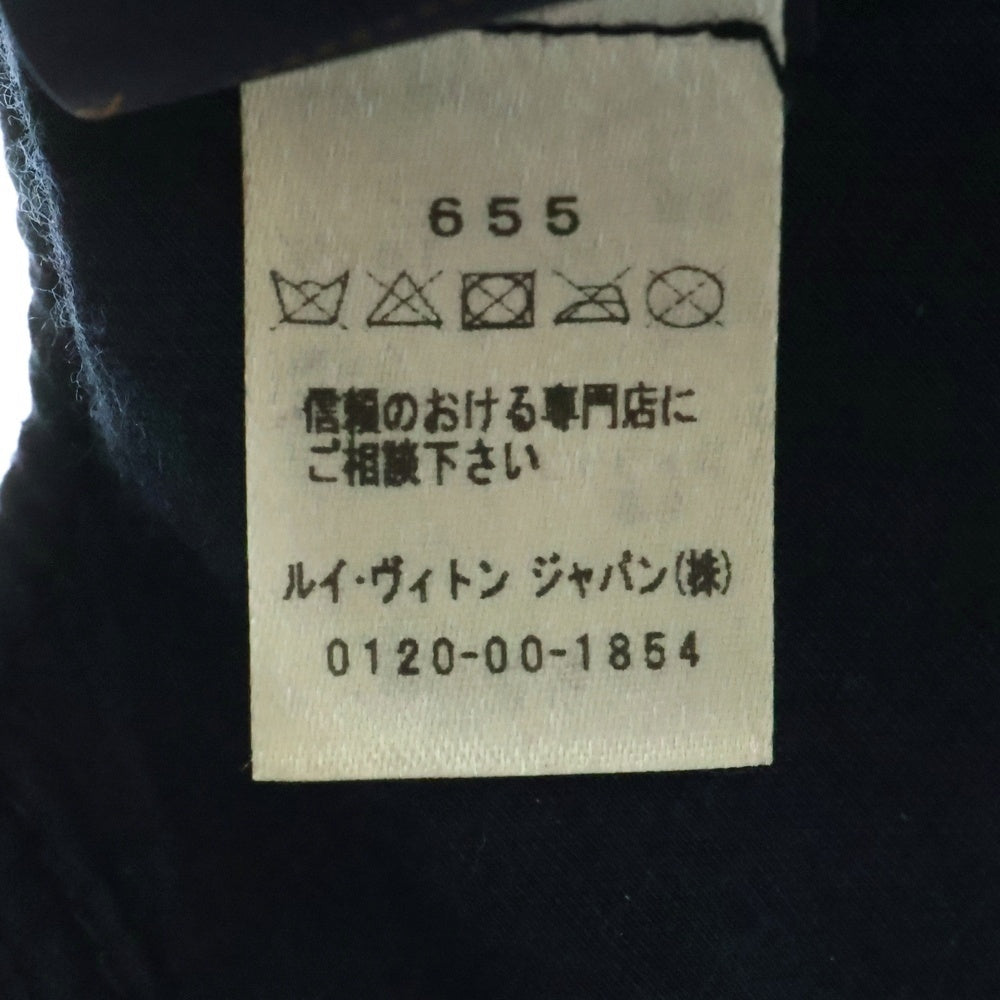 655
信頼のおける専門店に
ご相談下さい
ルイ・ヴィトン ジャパン(株)
0120-00-1854